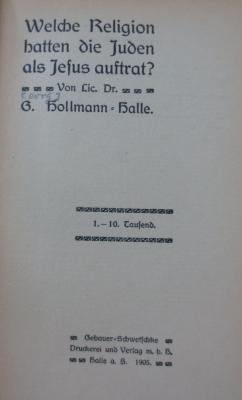 Welche Religion
hatten die Juden
als Jesus auftrat?
Von Lic. Dr.
G. Hollmann-Halle.
1.–10. Tausend.
Gebauer-Schwetschke
Druckerei und Verlag m. b. H.
Halle a. S. 1905.